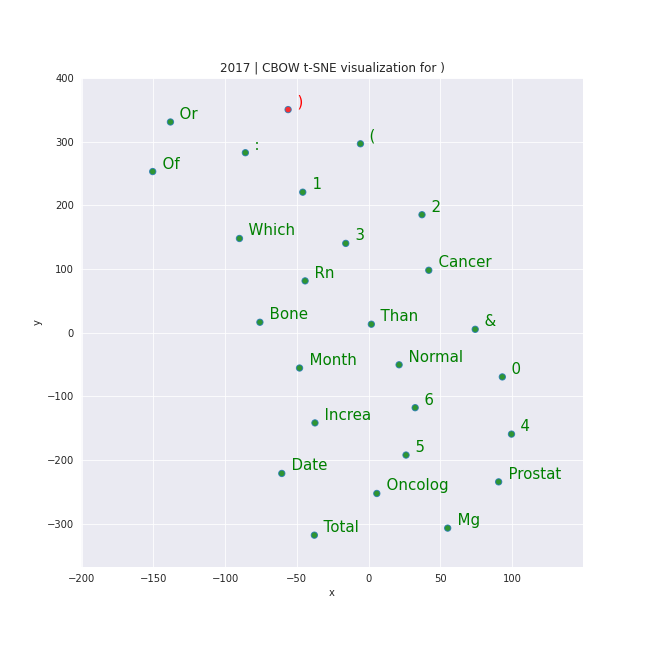 2017 | CBOW t-SNE visualization for )
400
300
200
100
0
−100
−200
−300
y
)
Or
(
:
Of
1
2
Which
3
Cancer
Rn
Bone
Than
&
Normal
Month
0
6
Increa
4
5
Date
Prostat
Oncolog
Mg
Total
−200
−150
−100
−50
0
50
100
x